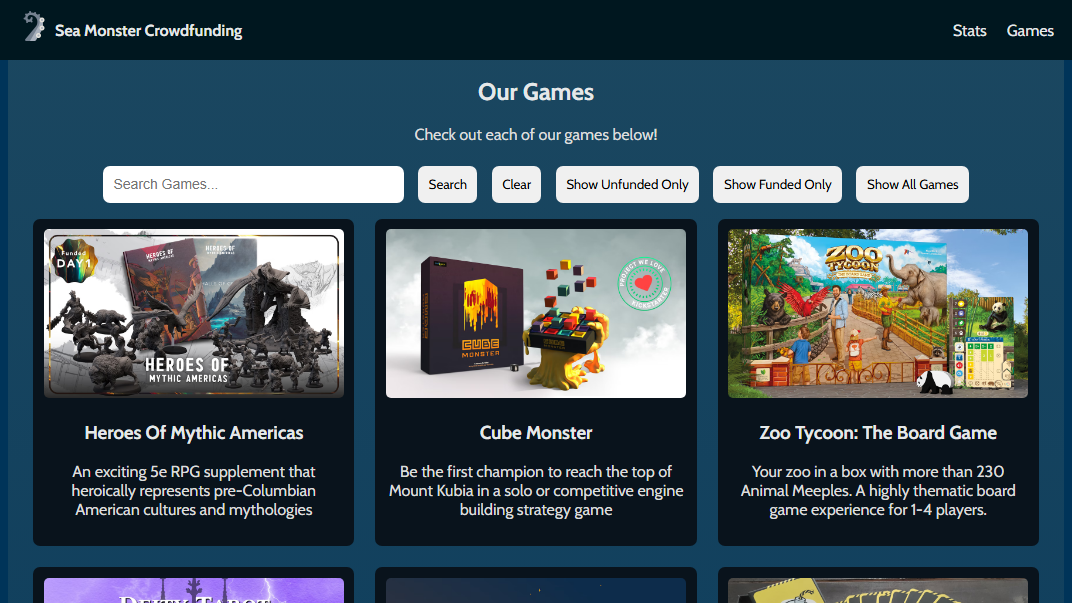 Sea Monster Crowdfunding
Stats Games
Our Games
Check out each of our games below!
Search Games...
Search
Clear
Show Unfunded Only
Show Funded Only
Show All Games
Funded
DAY 1
HEROES OF
HEROES OF
HEROES OF
MYTHIC AMERICAS
CUBE
MONSTER
PROJECT WE LOVE
KICKSTARTER
ZOO
TYCOON
THE BOARD GAME
Heroes Of Mythic Americas
An exciting 5e RPG supplement that
heroically represents pre-Columbian
American cultures and mythologies
Cube Monster
Be the first champion to reach the top of
Mount Kubia in a solo or competitive engine
building strategy game
Zoo Tycoon: The Board Game
Your zoo in a box with more than 230
Animal Meeples. A highly thematic board
game experience for 1-4 players.
DEITY TAROT